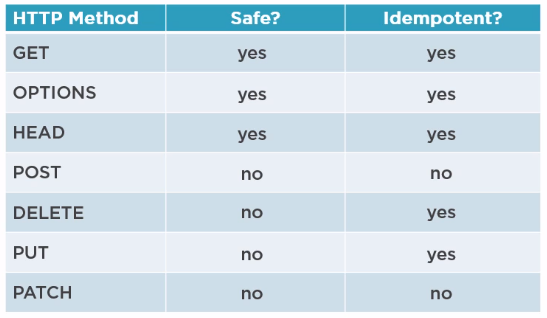 HTTP Method Safe? Idempotent?
GET yes yes
OPTIONS yes yes
HEAD yes yes
POST no no
DELETE no yes
PUT no yes
PATCH no no